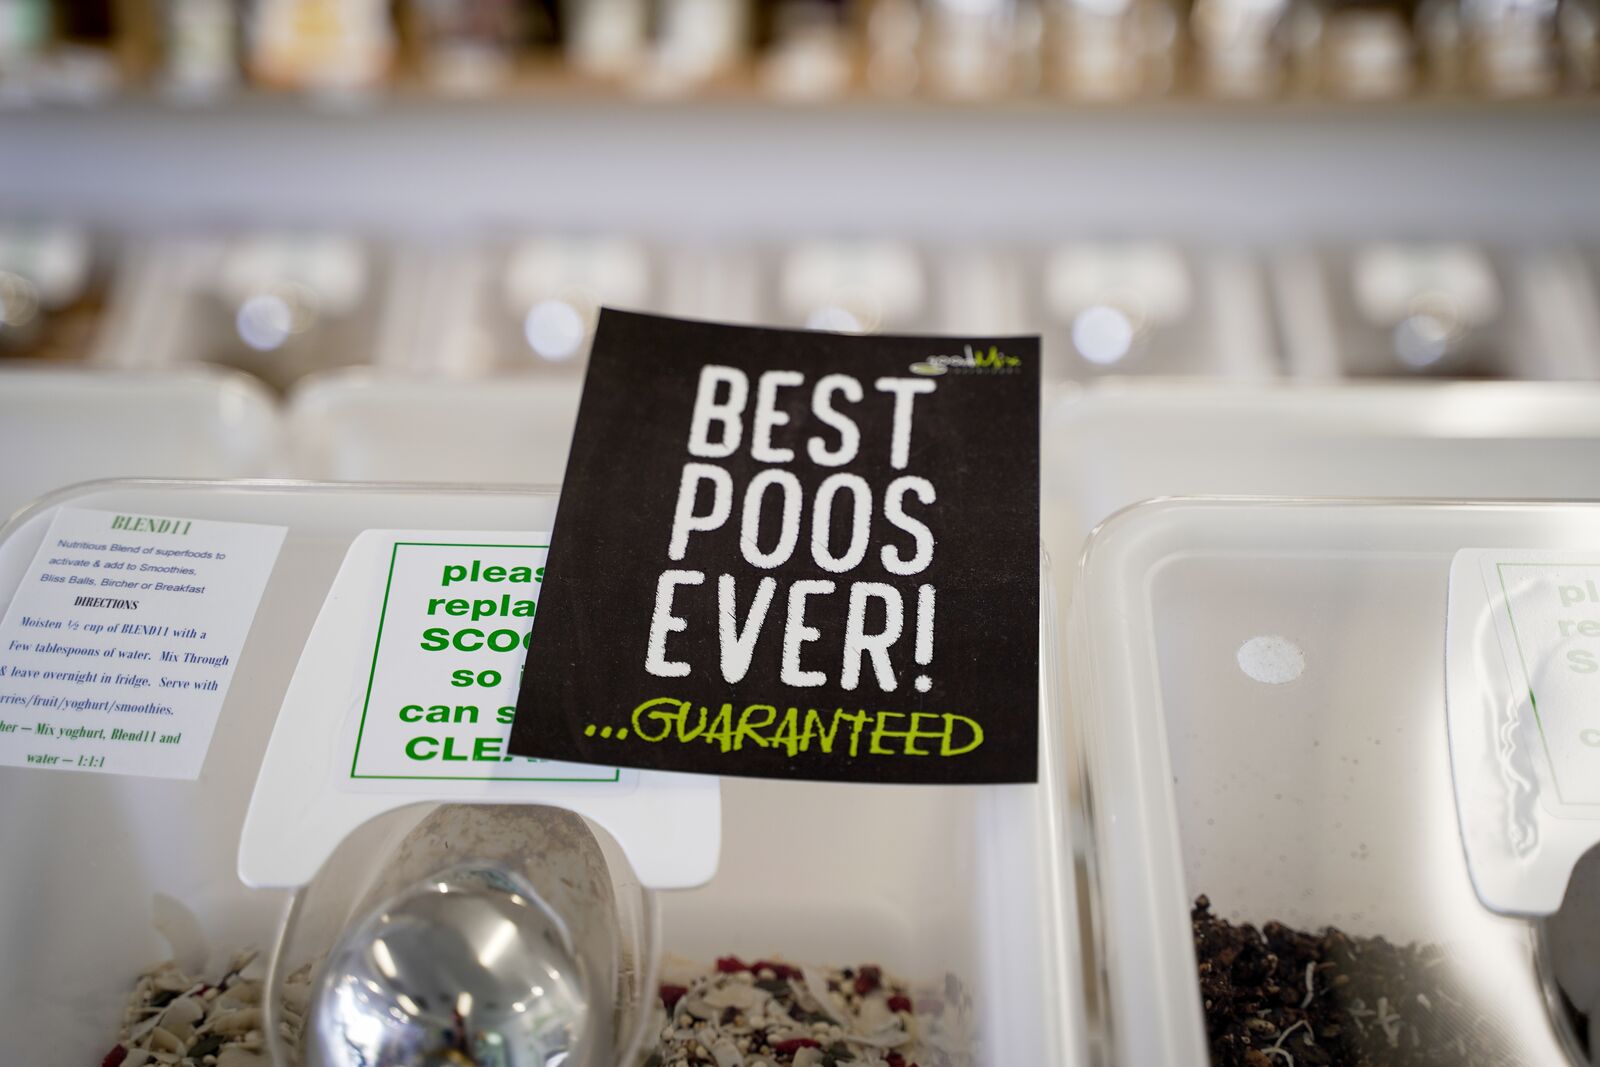 goodMix
BEST
POOS
EVER!
...GUARANTEED
BLEND11
Nutritious Blend of superfoods to
activate & add to Smoothies,
Bliss Balls, Bircher or Breakfast
DIRECTIONS
Moisten ½ cup of BLEND11 with a
Few tablespoons of water. Mix Through
& leave overnight in fridge. Serve with
rries/fruit/yoghurt/smoothies.
her – Mix yoghurt, Blend11 and
water – 1:1:1
pleas
repla
SCOO
so
can s
CLEA
pl
re
S
c